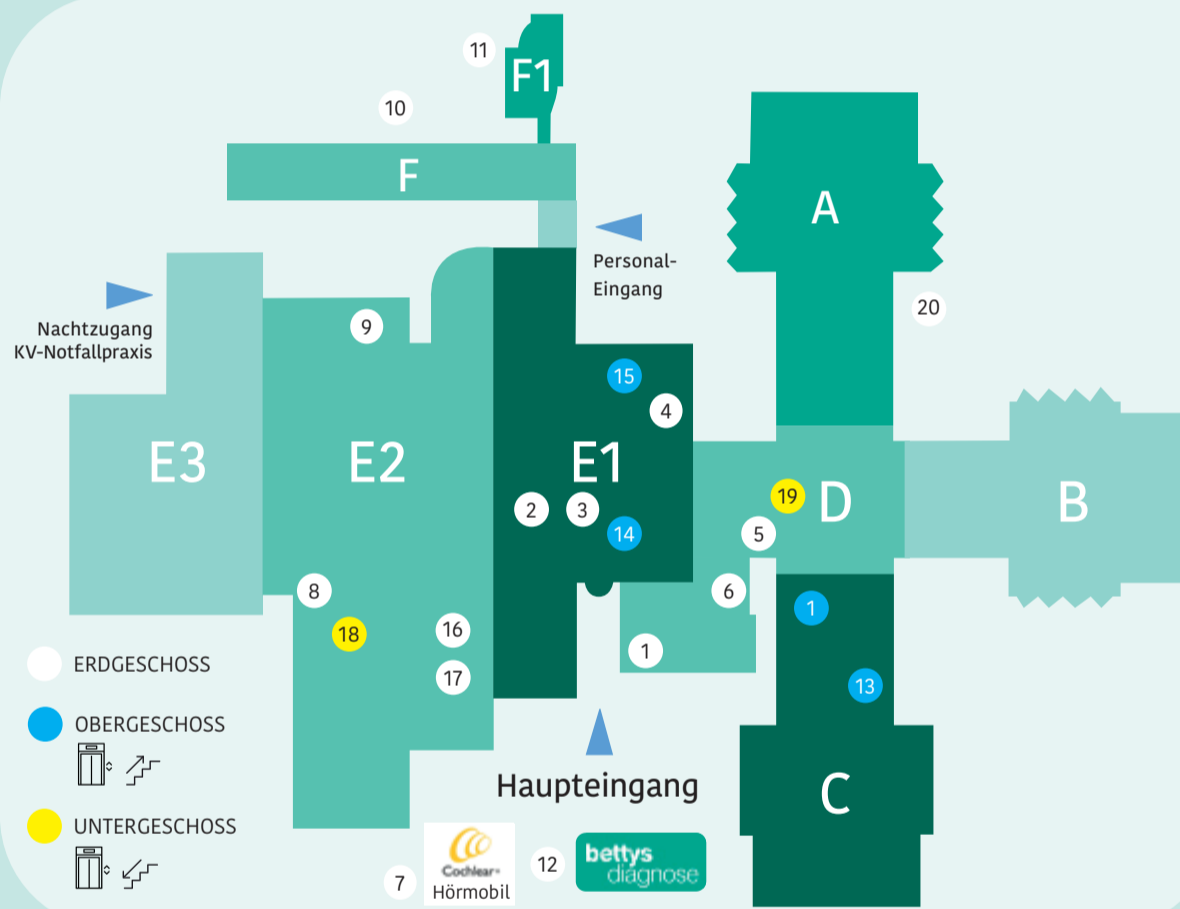 11
F1
10
F
A
Personal-
Eingang
Nachtzugang
KV-Notfallpraxis
20
9
15
4
E3
E2
E1
D
B
19
2
3
14
5
8
6
1
18
16
1
17
13
ERDGESCHOSS
OBERGESCHOSS
UNTERGESCHOSS
Haupteingang
C
7
Cochlear
Hörmobil
12
bettys
diagnose